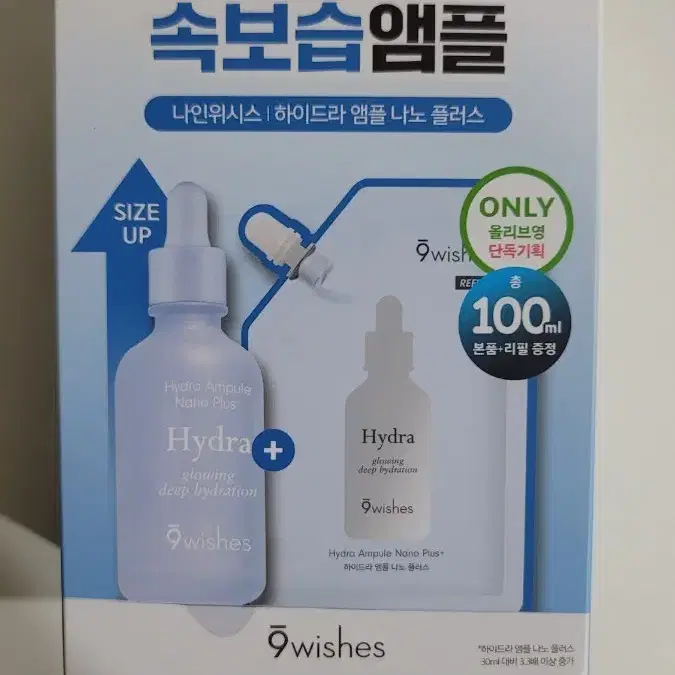 속보습앰플
나인위시스 | 하이드라 앰플 나노 플러스
SIZE
UP
ONLY
올리브영
단독기획
총
100ml
본품+리필 증정
9wishes
Hydra Ampule
Nano Plus+
Hydra
glowing
deep hydration
9wishes
+
Hydra
glowing
deep hydration
9wishes
Hydra Ampule Nano Plus+
하이드라 앰플 나노 플러스
9wishes
*하이드라 앰플 나노 플러스
30ml 대비 3.3배 이상 증가